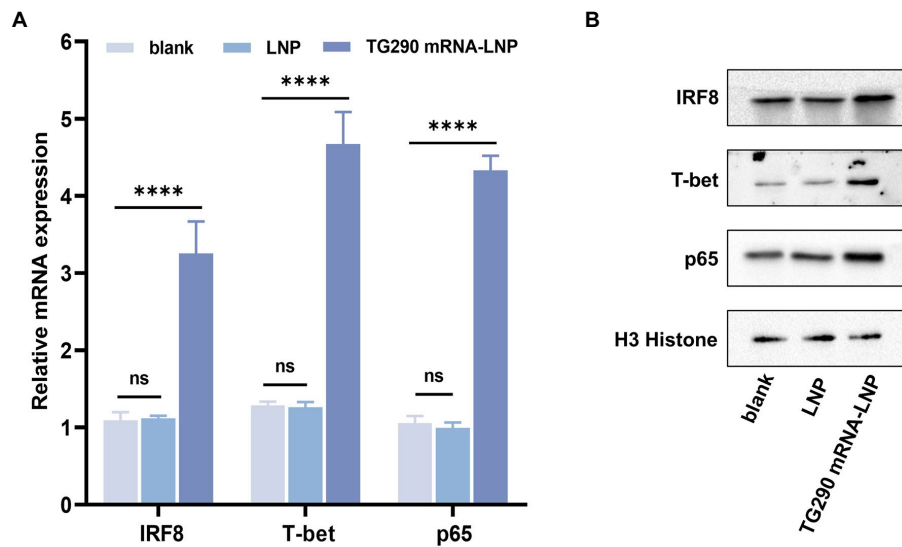 A
B
6
blank LNP TG290 mRNA-LNP
****
****
5
****
4
****
3
2
ns
ns
ns
1
0
Relative mRNA expression
IRF8 T-bet p65
IRF8
T-bet
p65
H3 Histone
blank
LNP
TG290 mRNA-LNP